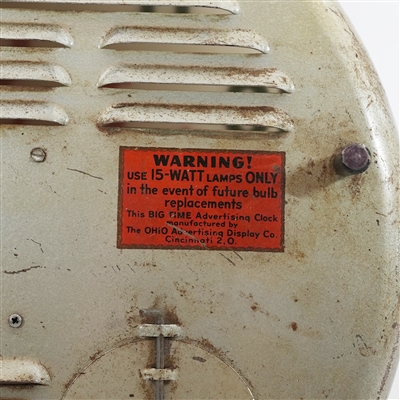 WARNING!
USE 15-WATT LAMPS ONLY
in the event of future bulb
replacements
This BIG TIME Advertising Clock
manufactured by
The OHiO Advertising Display Co.
Cincinnati 2, O.